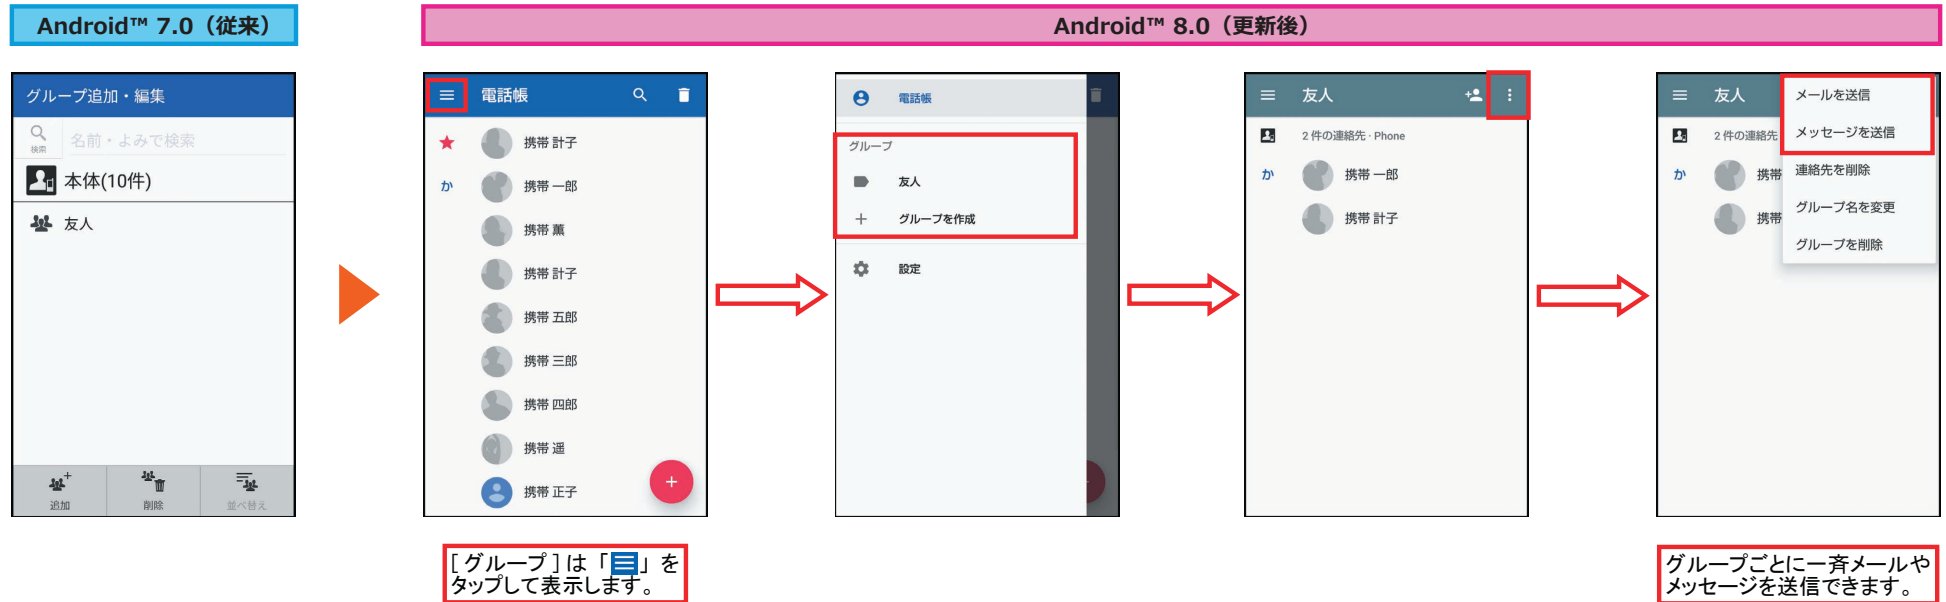 Android™ 7.0（従来）
Android™ 8.0（更新後）
グループ追加・編集
検索
名前・よみで検索
本体(10件)
友人
追加
削除
並べ替え
電話帳
携帯 計子
か
携帯 一郎
携帯 薫
携帯 計子
携帯 五郎
携帯 三郎
携帯 四郎
携帯 遥
携帯 正子
[グループ]は「☰」を
タップして表示します。
電話帳
グループ
友人
グループを作成
設定
友人
2 件の連絡先 · Phone
か
携帯 一郎
携帯 計子
友人
2 件の連絡先
か
携帯
携帯
メールを送信
メッセージを送信
連絡先を削除
グループ名を変更
グループを削除
グループごとに一斉メールや
メッセージを送信できます。